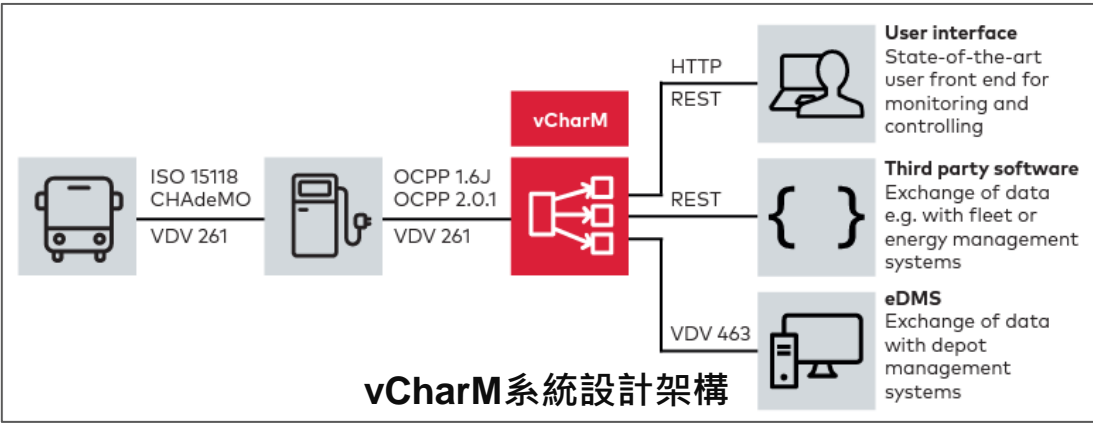 ISO 15118
CHAdeMO
VDV 261
OCPP 1.6J
OCPP 2.0.1
VDV 261
vCharM
HTTP
REST
User interface
State-of-the-art
user front end for
monitoring and
controlling
REST
{ }
Third party software
Exchange of data
e.g. with fleet or
energy management
systems
VDV 463
eDMS
Exchange of data
with depot
management
systems
vCharM系統設計架構